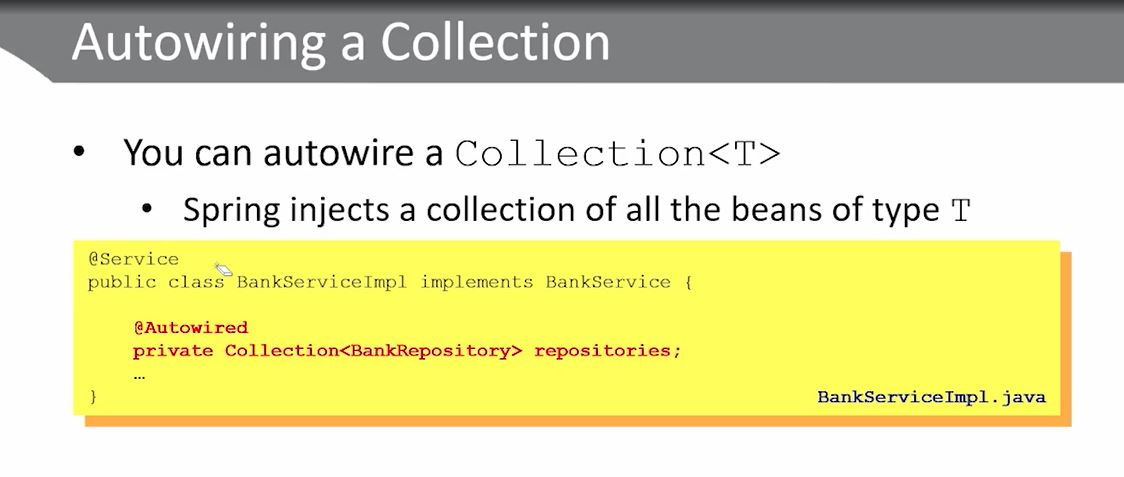 Autowiring a Collection
• You can autowire a Collection<T>
• Spring injects a collection of all the beans of type T
@Service
public class BankServiceImpl implements BankService {
@Autowired
private Collection<BankRepository> repositories;
…
}
BankServiceImpl.java